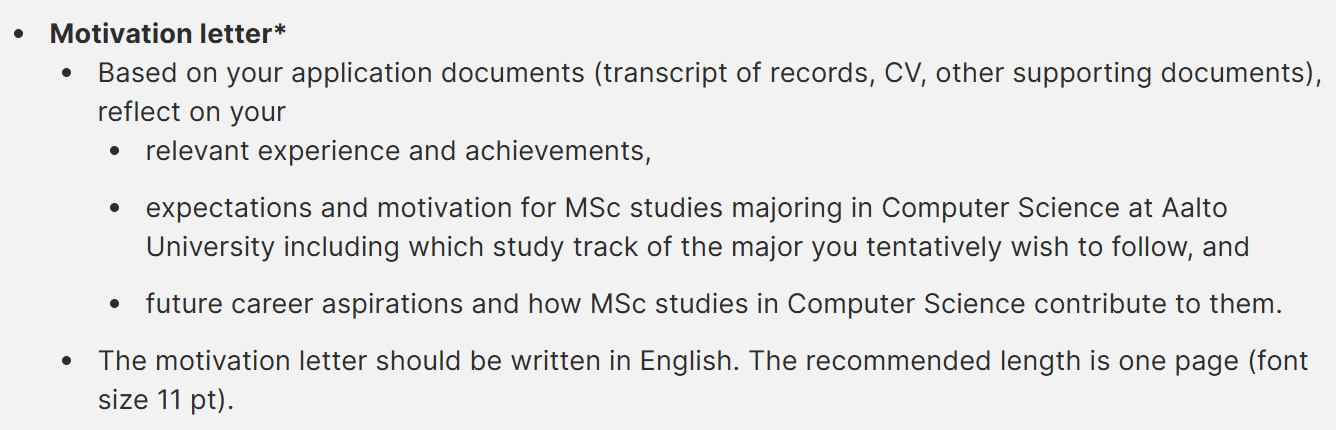 • Motivation letter*
• Based on your application documents (transcript of records, CV, other supporting documents),
reflect on your
• relevant experience and achievements,
• expectations and motivation for MSc studies majoring in Computer Science at Aalto
University including which study track of the major you tentatively wish to follow, and
• future career aspirations and how MSc studies in Computer Science contribute to them.
• The motivation letter should be written in English. The recommended length is one page (font
size 11 pt).